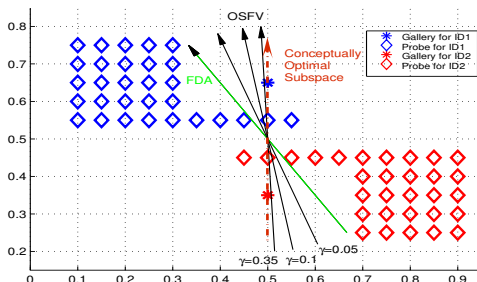 OSFV
0.8
0.7
0.6
0.5
0.4
0.3
0.2
Conceptually
Optimal
Subspace
FDA
Gallery for ID1
Probe for ID1
Gallery for ID2
Probe for ID2
γ=0.35
γ=0.1
γ=0.05
0 0.1 0.2 0.3 0.4 0.5 0.6 0.7 0.8 0.9